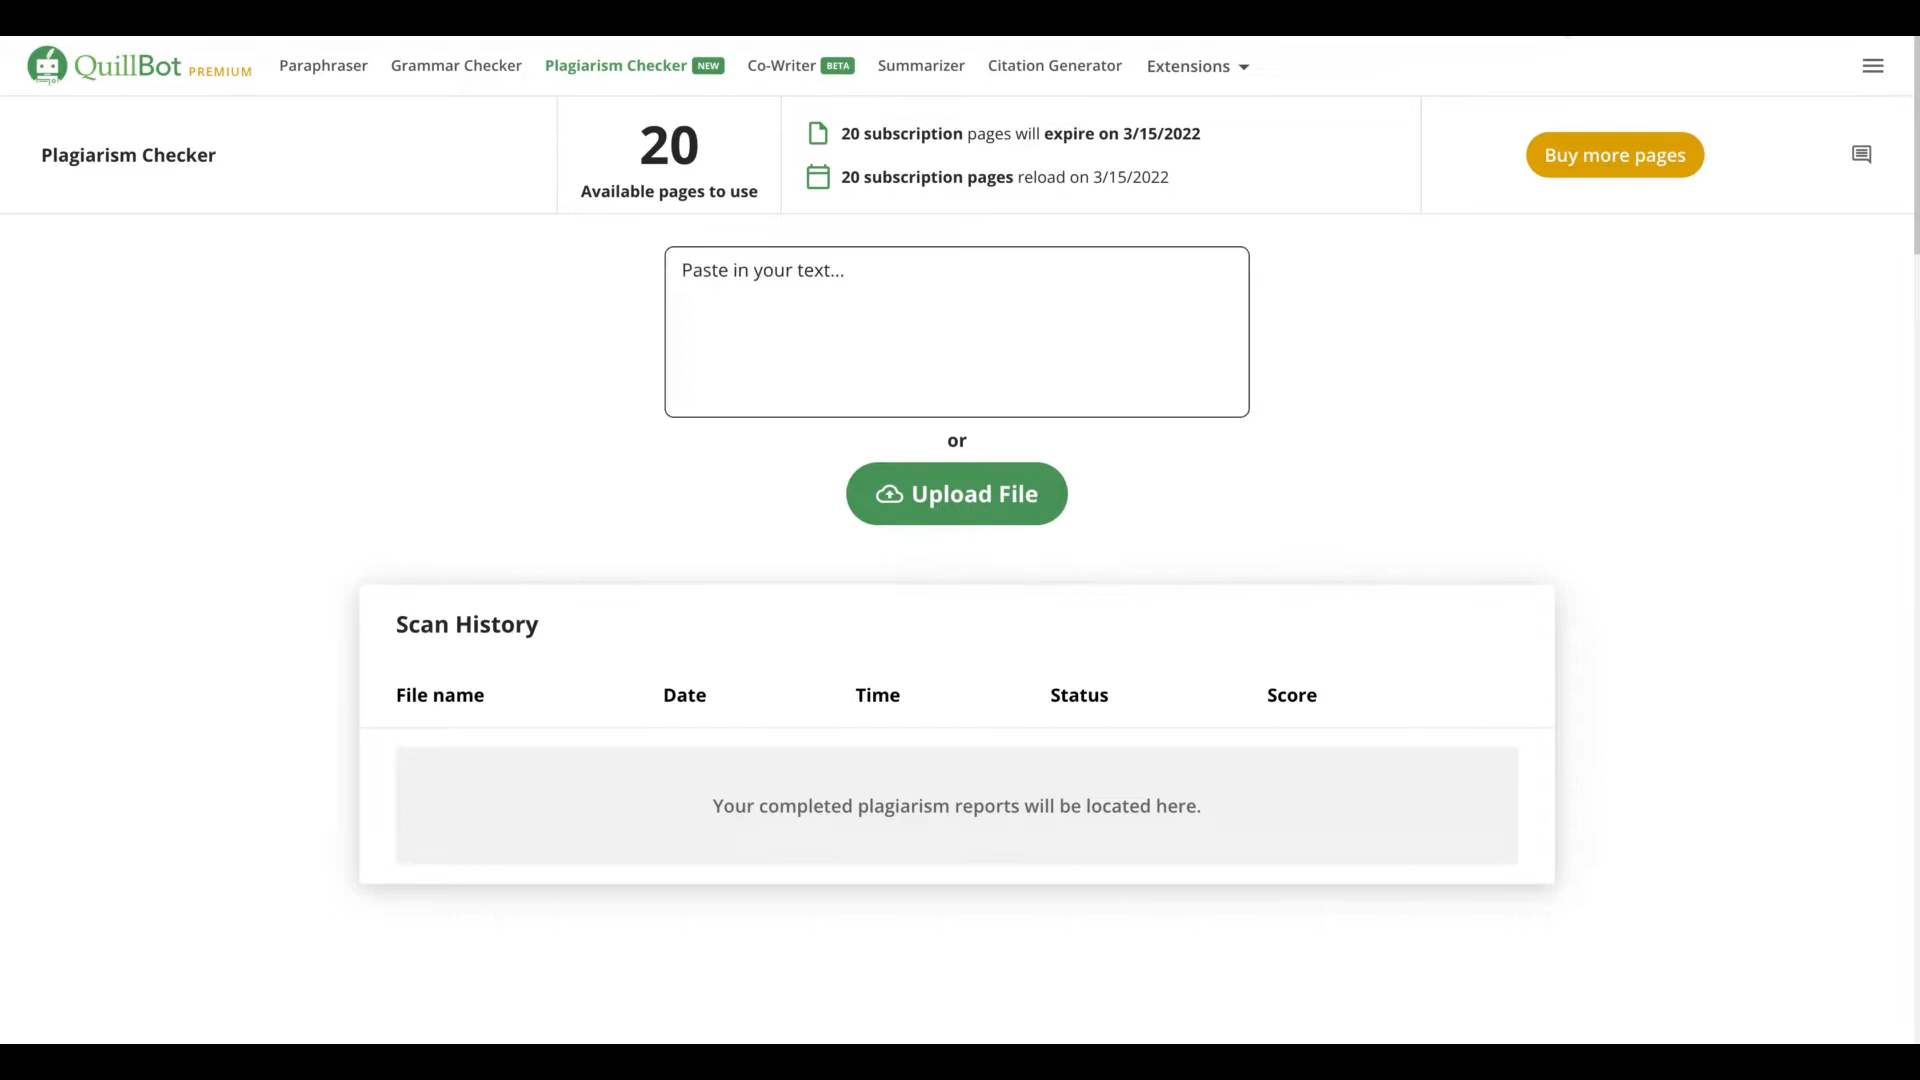 QuillBot PREMIUM Paraphraser Grammar Checker Plagiarism Checker NEW Co-Writer BETA Summarizer Citation Generator Extensions
Plagiarism Checker
20
Available pages to use
20 subscription pages will expire on 3/15/2022
20 subscription pages reload on 3/15/2022
Buy more pages
Paste in your text...
or
Upload File
Scan History
File name Date Time Status Score
Your completed plagiarism reports will be located here.